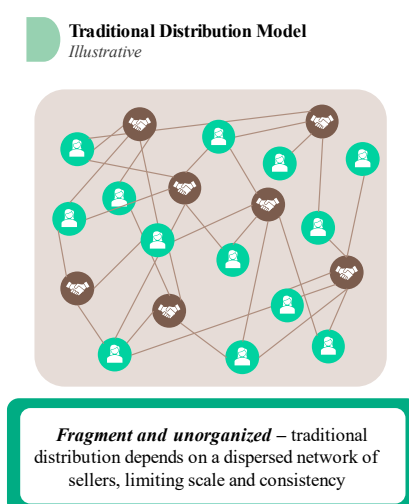 Traditional Distribution Model
Illustrative
Fragment and unorganized – traditional
distribution depends on a dispersed network of
sellers, limiting scale and consistency